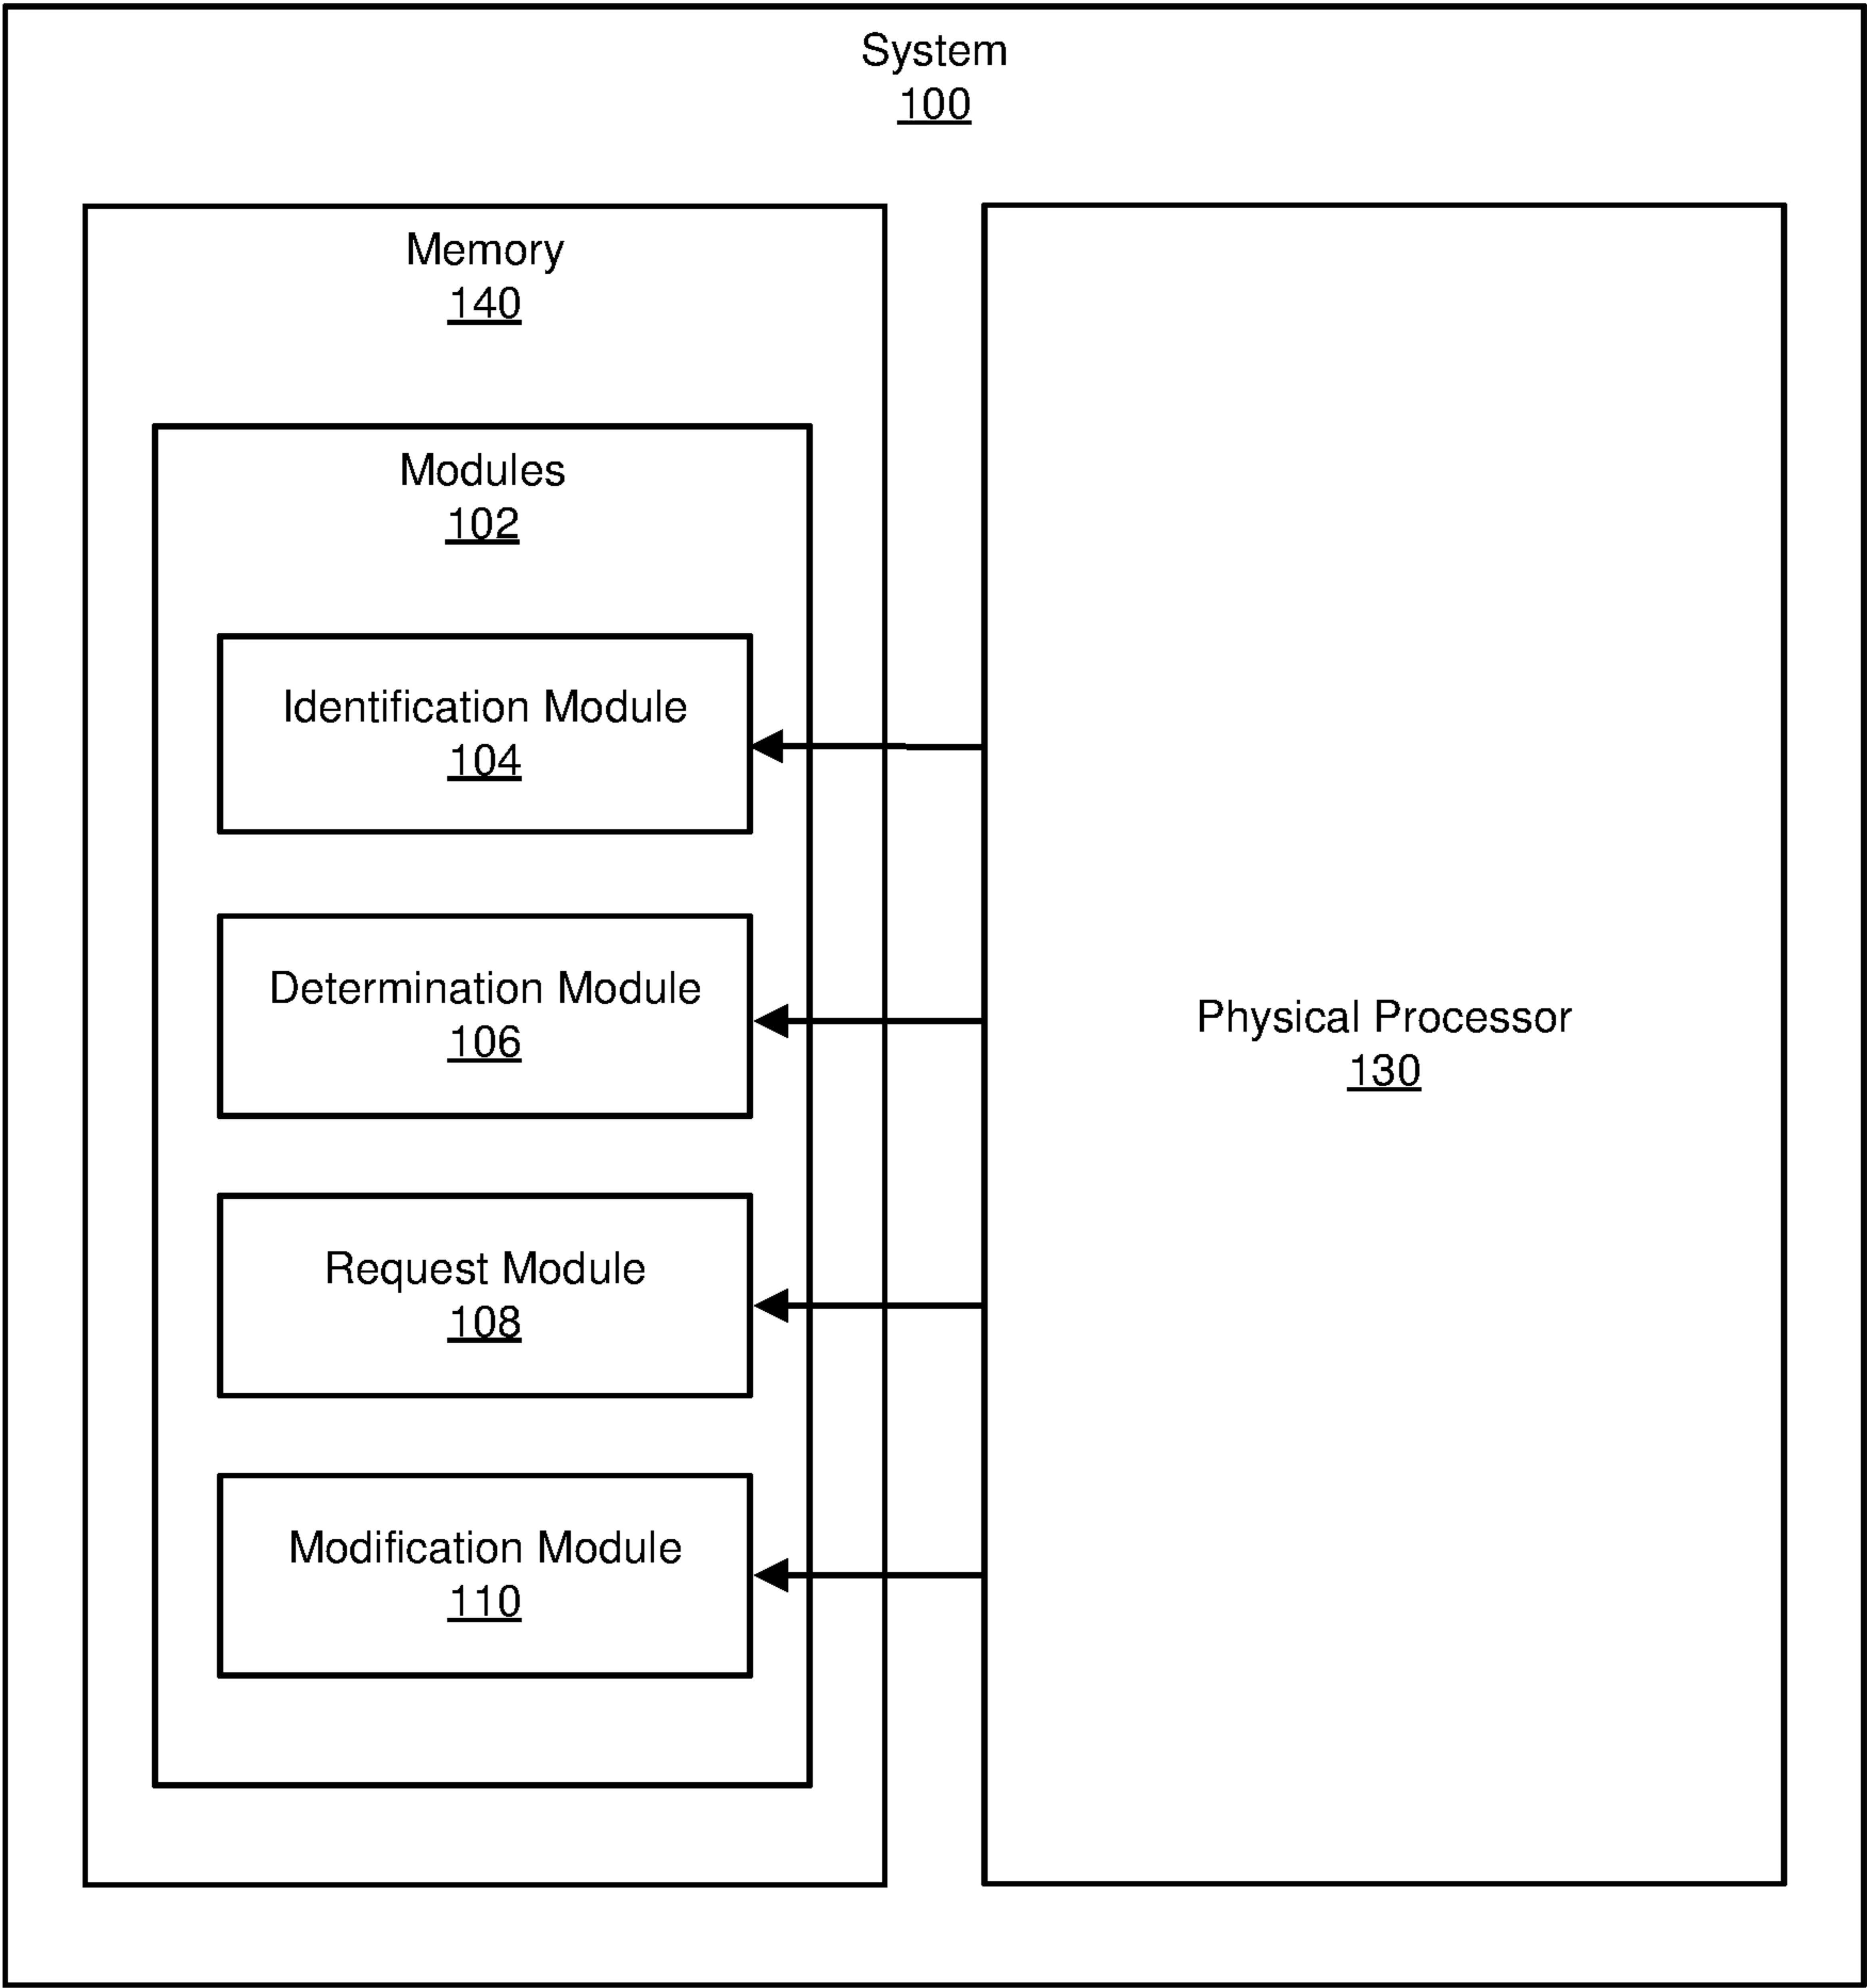 System
100
Memory
140
Modules
102
Identification Module
104
Determination Module
106
Request Module
108
Modification Module
110
Physical Processor
130